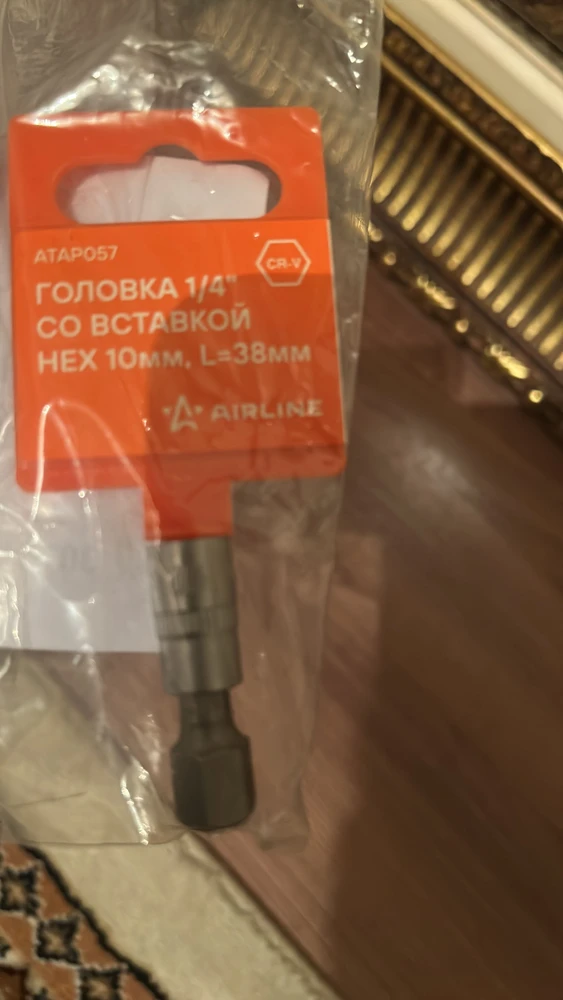 ATAP057
CR-V
ГОЛОВКА 1/4"
СО ВСТАВКОЙ
HEX 10мм, L=38мм
AIRLINE